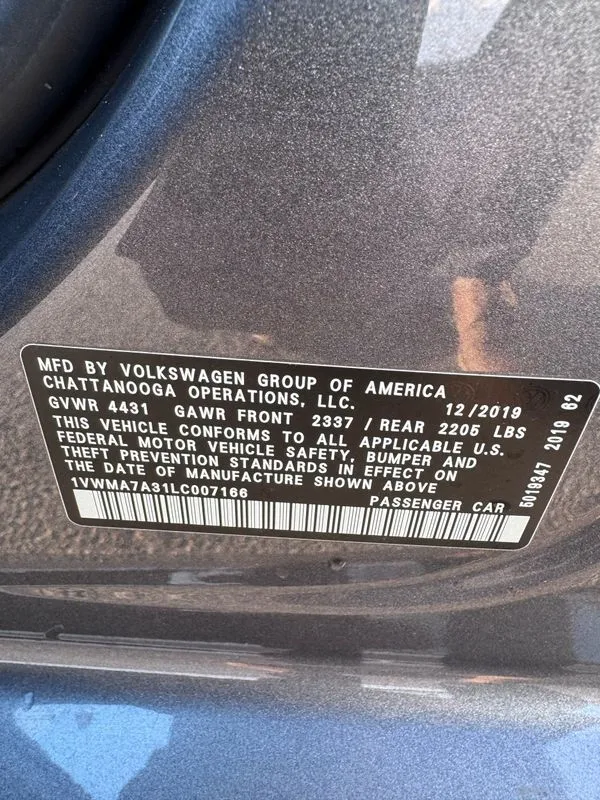 MFD BY VOLKSWAGEN GROUP OF AMERICA
CHATTANOOGA OPERATIONS, LLC. 12/2019
GVWR 4431 GAWR FRONT 2337 / REAR 2205 LBS
THIS VEHICLE CONFORMS TO ALL APPLICABLE U.S.
FEDERAL MOTOR VEHICLE SAFETY, BUMPER AND
THEFT PREVENTION STANDARDS IN EFFECT ON
THE DATE OF MANUFACTURE SHOWN ABOVE
1VWMA7A31LC007166 PASSENGER CAR
5019347 2019 62